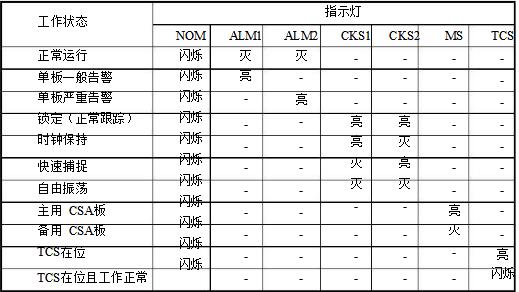 工作状态 指示灯
NOM ALM1 ALM2 CKS1 CKS2 MS TCS
正常运行 闪烁 灭 灭 - - - -
单板一般告警 闪烁 亮 - - - - -
单板严重告警 闪烁 - 亮 - - - -
锁定（正常跟踪） 闪烁 - - 亮 亮 - -
时钟保持 闪烁 - - 亮 灭 - -
快速捕捉 闪烁 - - 灭 亮 - -
自由振荡 闪烁 - - 灭 灭 - -
主用 CSA板 闪烁 - - - - 亮 -
备用 CSA板 闪烁 - - - - 灭 -
TCS在位 闪烁 - - - - - 亮
TCS在位且工作正常 闪烁 - - - - - 闪烁